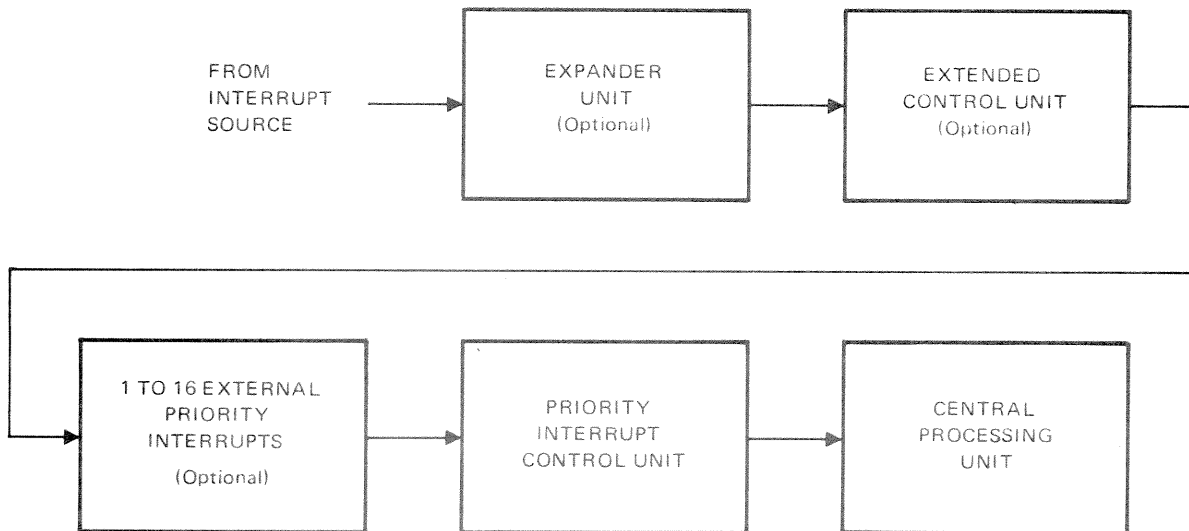 FROM
INTERRUPT
SOURCE
EXPANDER
UNIT
(Optional)
EXTENDED
CONTROL UNIT
(Optional)
1 TO 16 EXTERNAL
PRIORITY
INTERRUPTS
(Optional)
PRIORITY
INTERRUPT
CONTROL UNIT
CENTRAL
PROCESSING
UNIT